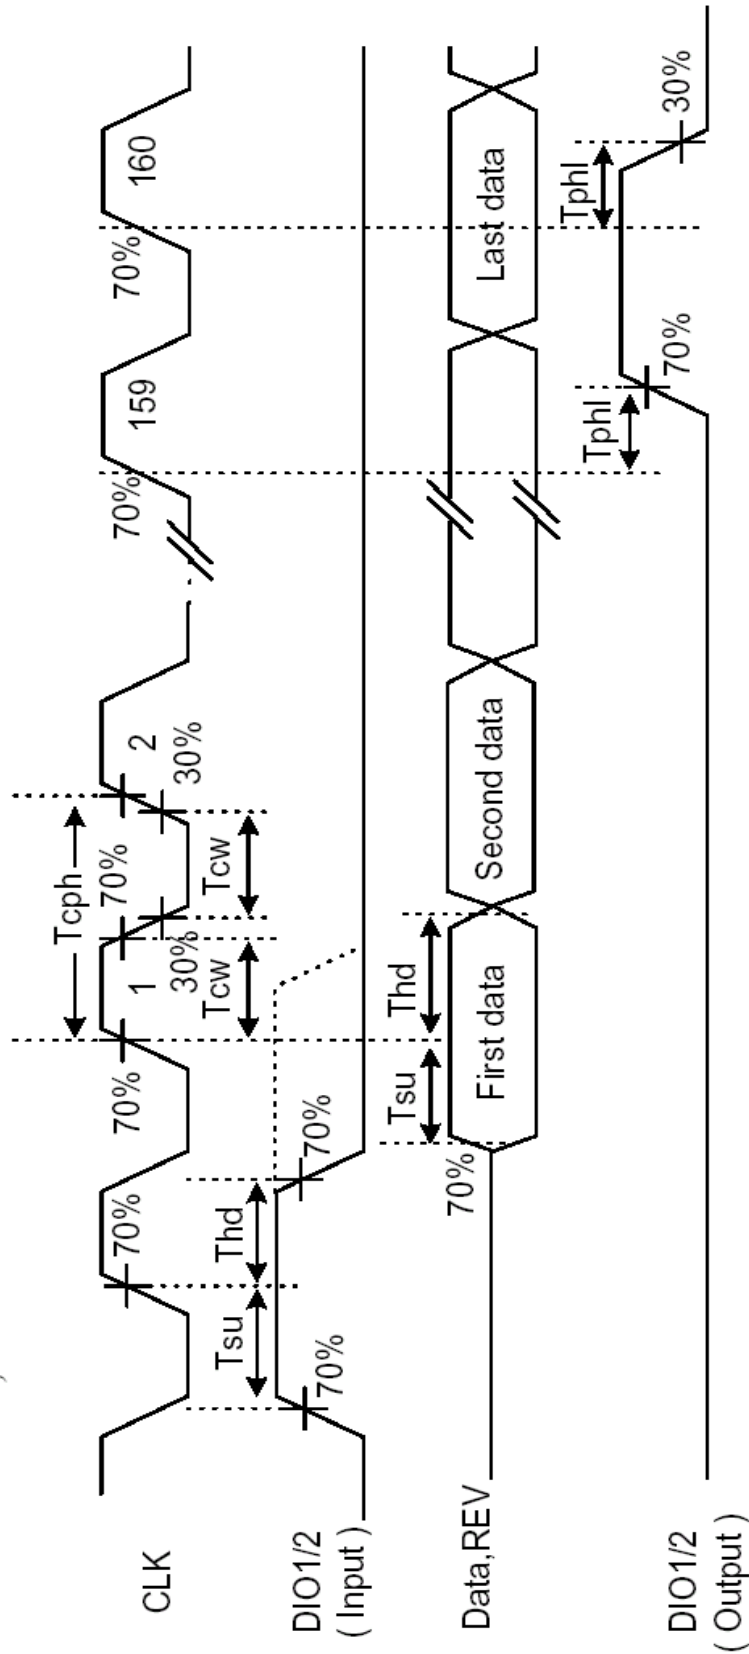 CLK
70%
70%
1
Tcph
70%
30%
2
30%
70%
159
70%
160
Tcw
Tcw
DIO1/2
( Input )
Tsu
Thd
70%
70%
Data,REV
70%
Tsu
Thd
First data
Second data
Last data
DIO1/2
( Output )
Tphl
70%
Tphl
30%